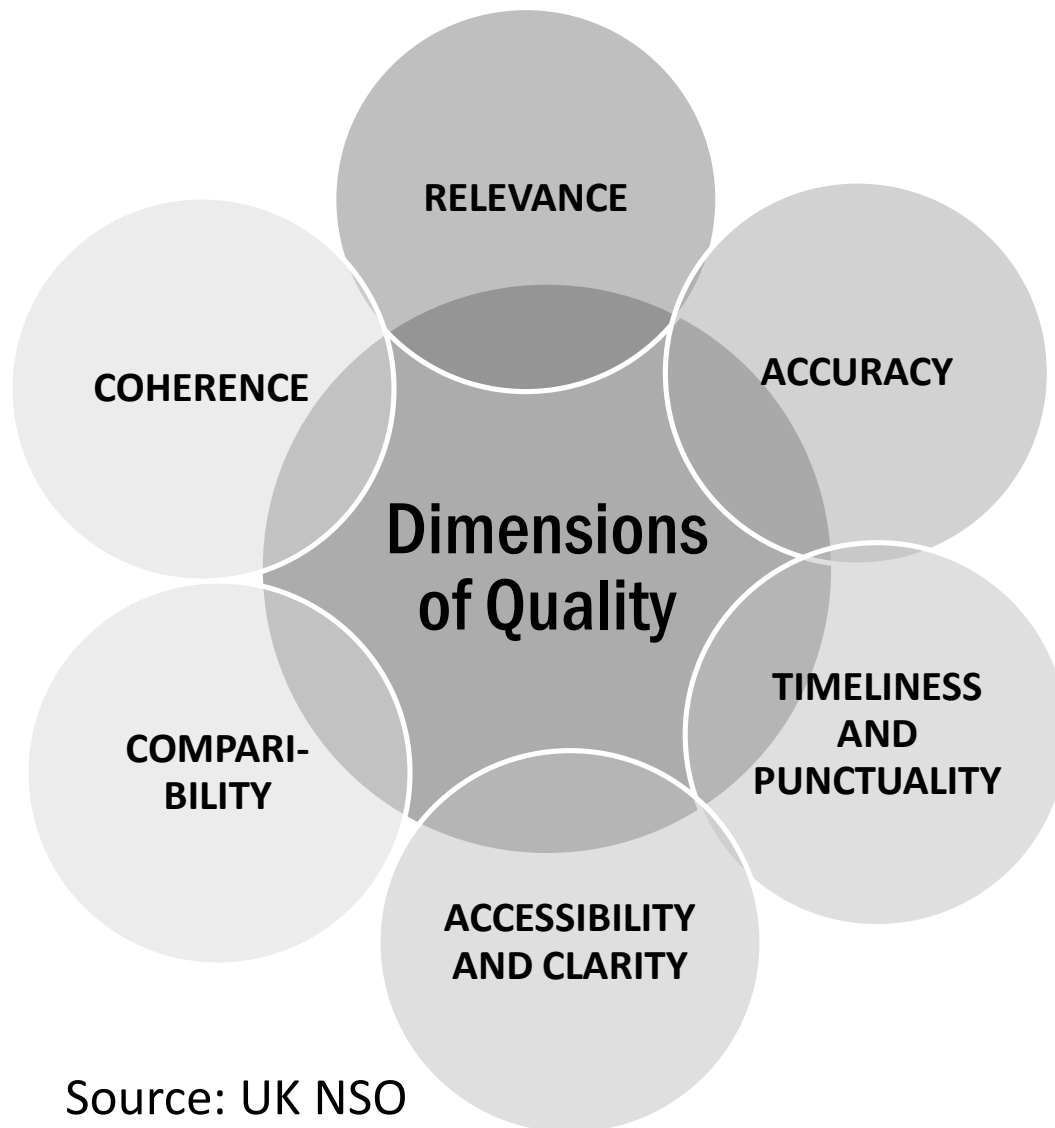 RELEVANCE
ACCURACY
COHERENCE
Dimensions
of Quality
TIMELINESS
AND
PUNCTUALITY
COMPARI-
BILITY
ACCESSIBILITY
AND CLARITY
Source: UK NSO